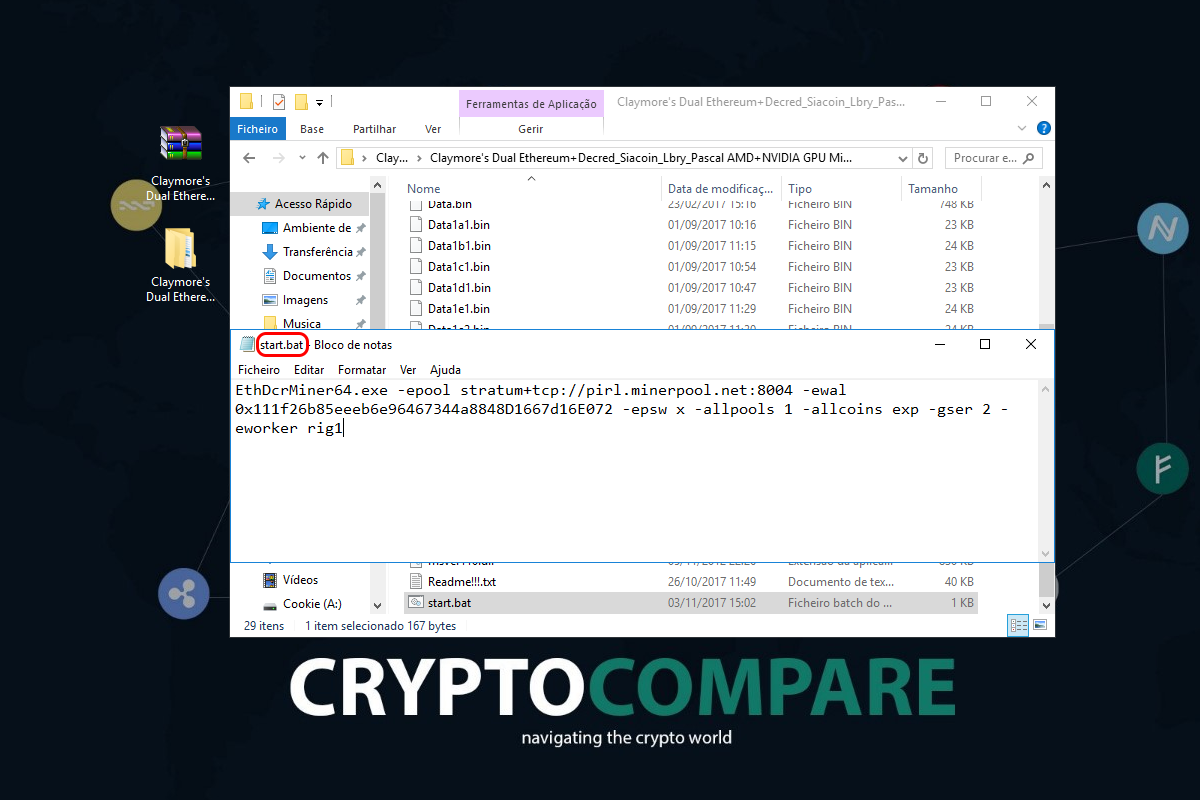 Ferramentas de Aplicação
Claymore's Dual Ethereum+Decred_Siacoin_Lbry_Pas...
Ficheiro Base Partilhar Ver Gerir
Clay... Claymore's Dual Ethereum+Decred_Siacoin_Lbry_Pascal AMD+NVIDIA GPU Mi... Procurar e...
Claymore's
Dual Ethere...
Claymore's
Dual Ethere...
Acesso Rápido
Ambiente de
Transferência
Documentos
Imagens
Musica
Nome Data de modificaç... Tipo Tamanho
Data.bin 23/02/2017 15:16 Ficheiro BIN 748 KB
Data1a1.bin 01/09/2017 10:16 Ficheiro BIN 23 KB
Data1b1.bin 01/09/2017 11:15 Ficheiro BIN 24 KB
Data1c1.bin 01/09/2017 10:54 Ficheiro BIN 23 KB
Data1d1.bin 01/09/2017 10:47 Ficheiro BIN 23 KB
Data1e1.bin 01/09/2017 11:29 Ficheiro BIN 24 KB
start.bat - Bloco de notas
Ficheiro Editar Formatar Ver Ajuda
EthDcrMiner64.exe -epool stratum+tcp://pirl.minerpool.net:8004 -ewal
0x111f26b85eeeb6e96467344a8848D1667d16E072 -epsw x -allpools 1 -allcoins exp -gser 2 -
eworker rig1
Vídeos
Cookie (A:)
Readme!!!.txt 26/10/2017 11:49 Documento de tex... 40 KB
start.bat 03/11/2017 15:02 Ficheiro batch do ... 1 KB
29 itens 1 item selecionado 167 bytes
CRYPTOCOMPARE
navigating the crypto world